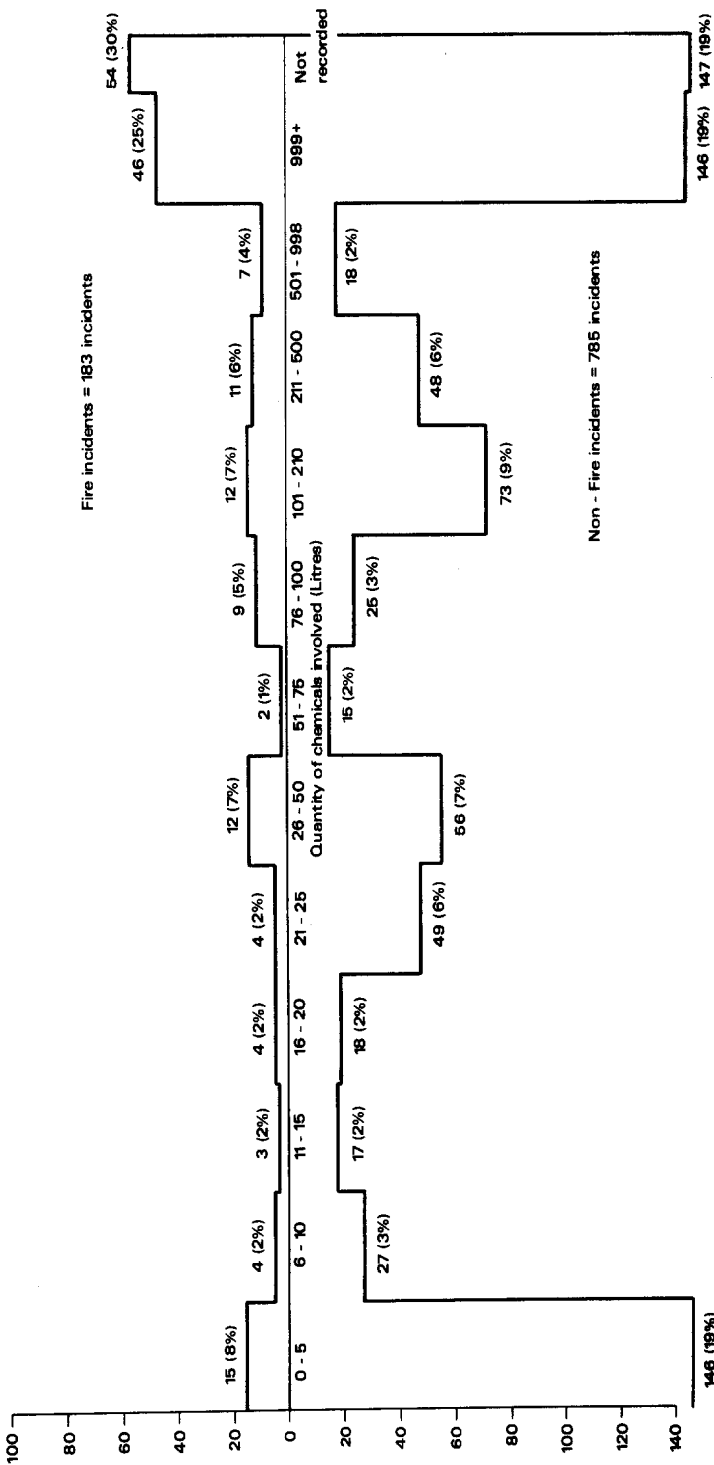 Fire incidents = 183 incidents
Non - Fire incidents = 785 incidents
100
80
60
40
20
0
20
40
60
80
100
120
140
15 (8%)
4 (2%)
3 (2%)
4 (2%)
4 (2%)
12 (7%)
2 (1%)
9 (5%)
12 (7%)
11 (6%)
7 (4%)
46 (25%)
54 (30%)
0 - 5
6 - 10
11 - 15
16 - 20
21 - 25
26 - 50
51 - 75
76 - 100
101 - 210
211 - 500
501 - 998
999+
Not
recorded
Quantity of chemicals involved (Litres)
146 (19%)
27 (3%)
17 (2%)
18 (2%)
49 (6%)
56 (7%)
15 (2%)
25 (3%)
73 (9%)
48 (6%)
18 (2%)
146 (19%)
147 (19%)